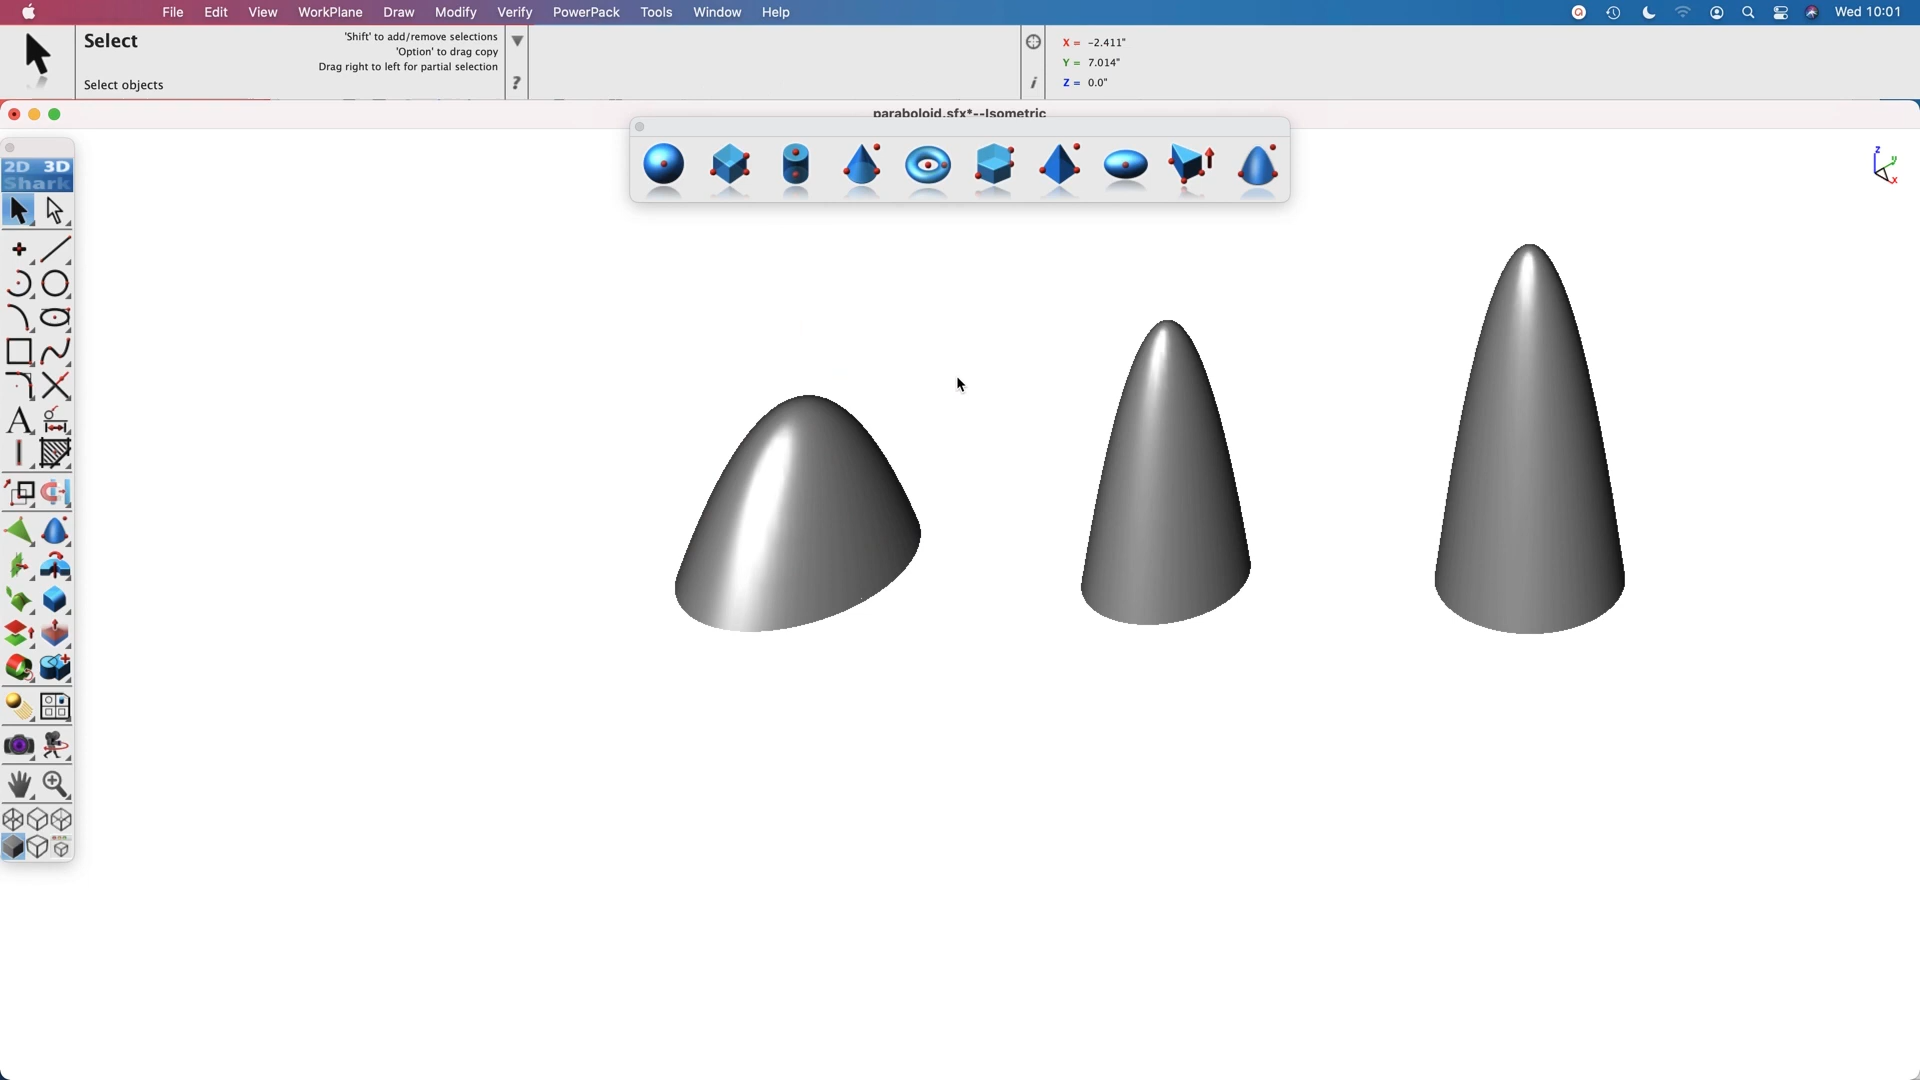 File Edit View WorkPlane Draw Modify Verify PowerPack Tools Window Help Wed 10:01
Select
'Shift' to add/remove selections
'Option' to drag copy
Drag right to left for partial selection
Select objects
?
i
X = -2.411"
Y = 7.014"
Z = 0.0"
paraboloid.sfx*--Isometric
2D 3D
Shark
A
z
y
x